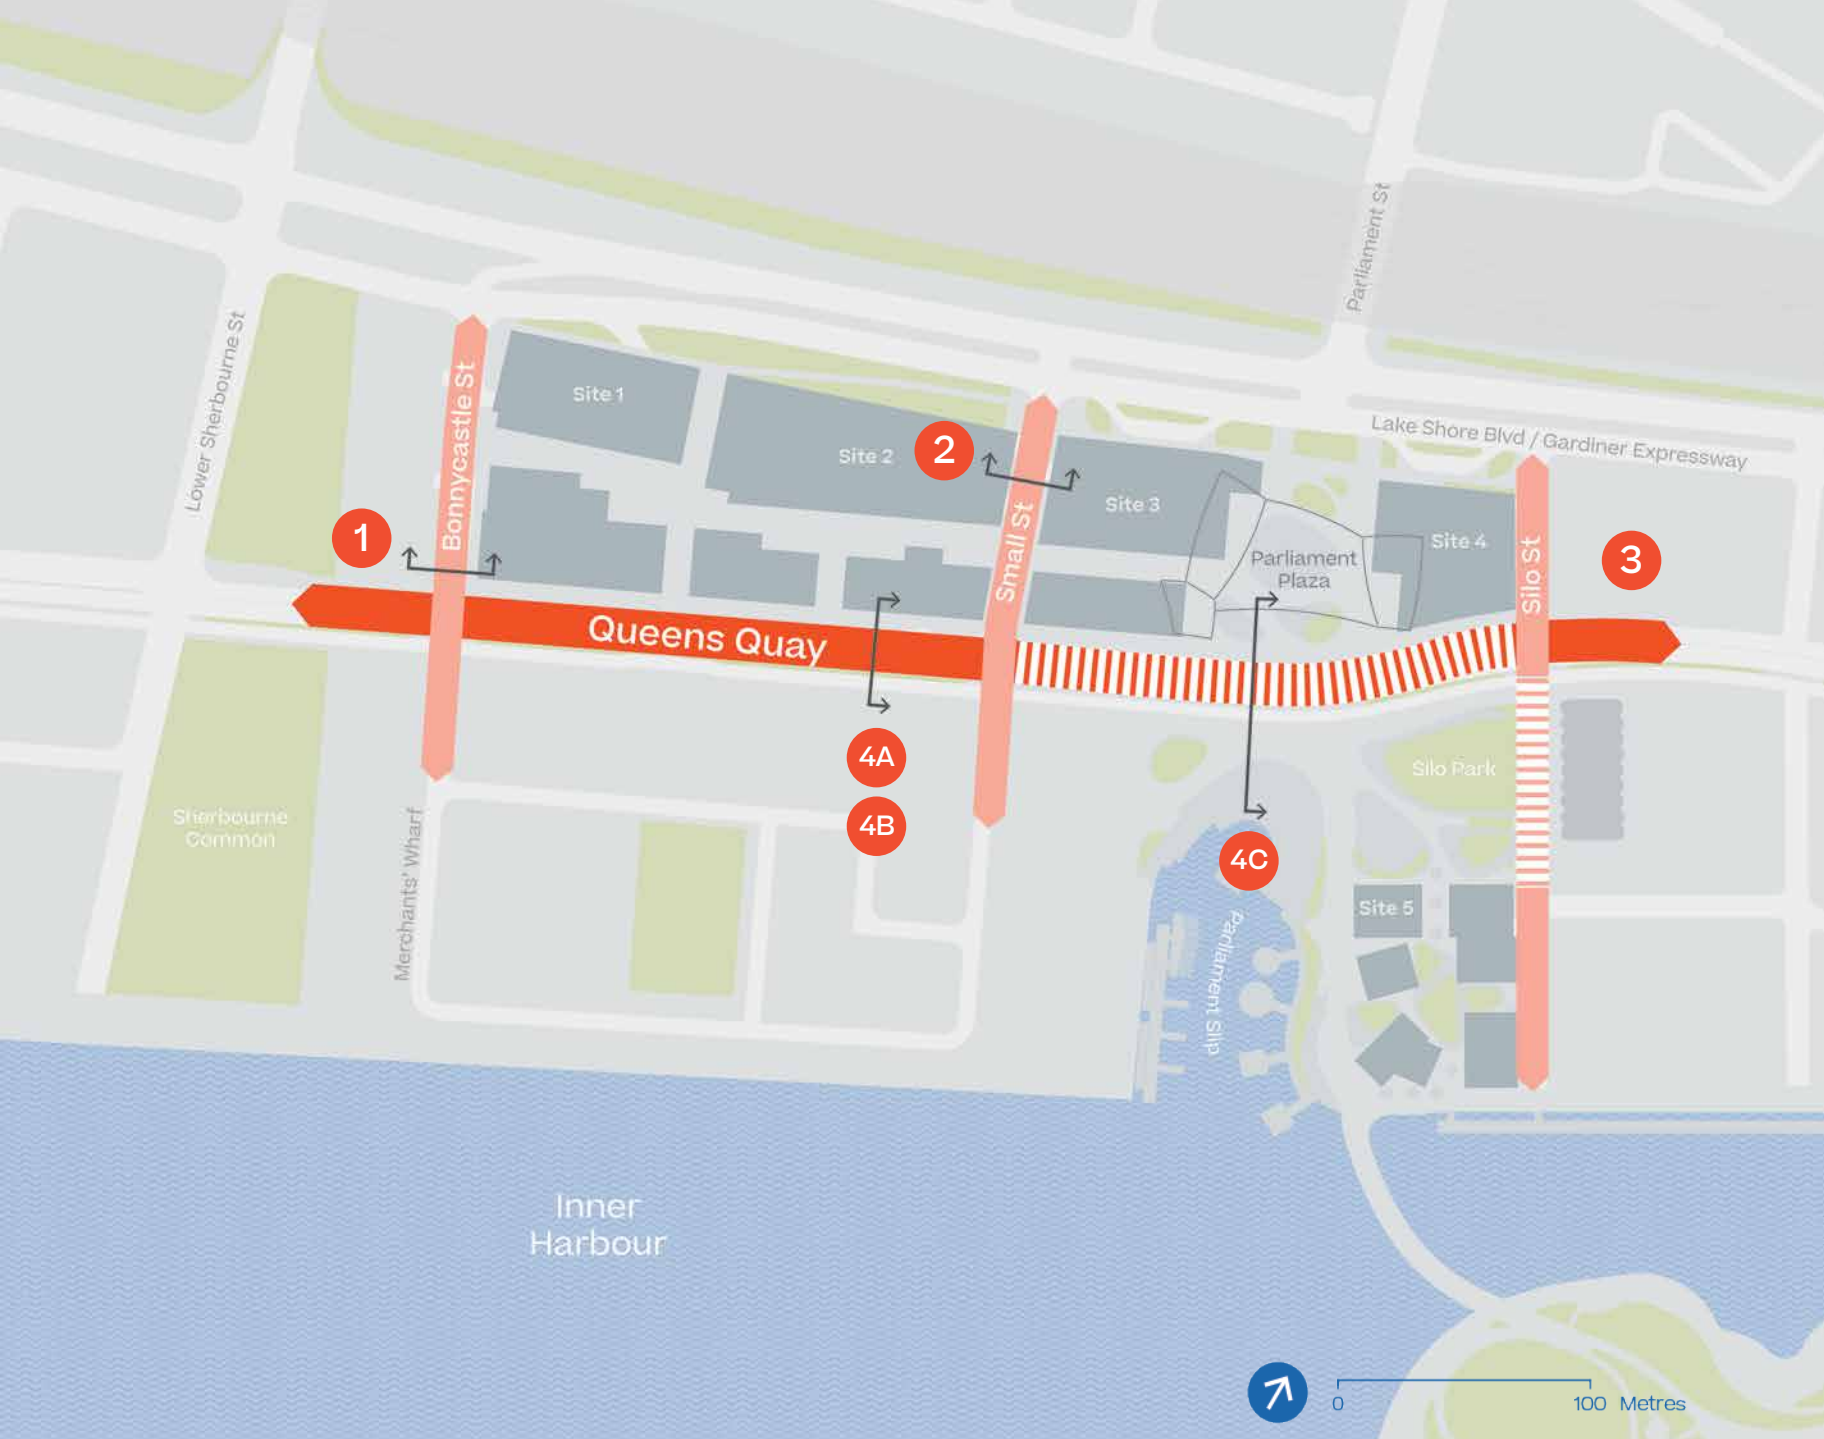 Parliament St
Lower Sherbourne St
Bonnycastle St
Site 1
Site 2
2
Small St
Site 3
Lake Shore Blvd / Gardiner Expressway
Site 4
Silo St
1
3
Parliament
Plaza
Queens Quay
4A
4B
4C
Silo Park
Sherbourne
Common
Merchants' Wharf
Site 5
Parliament Slip
Inner
Harbour
0
100 Metres